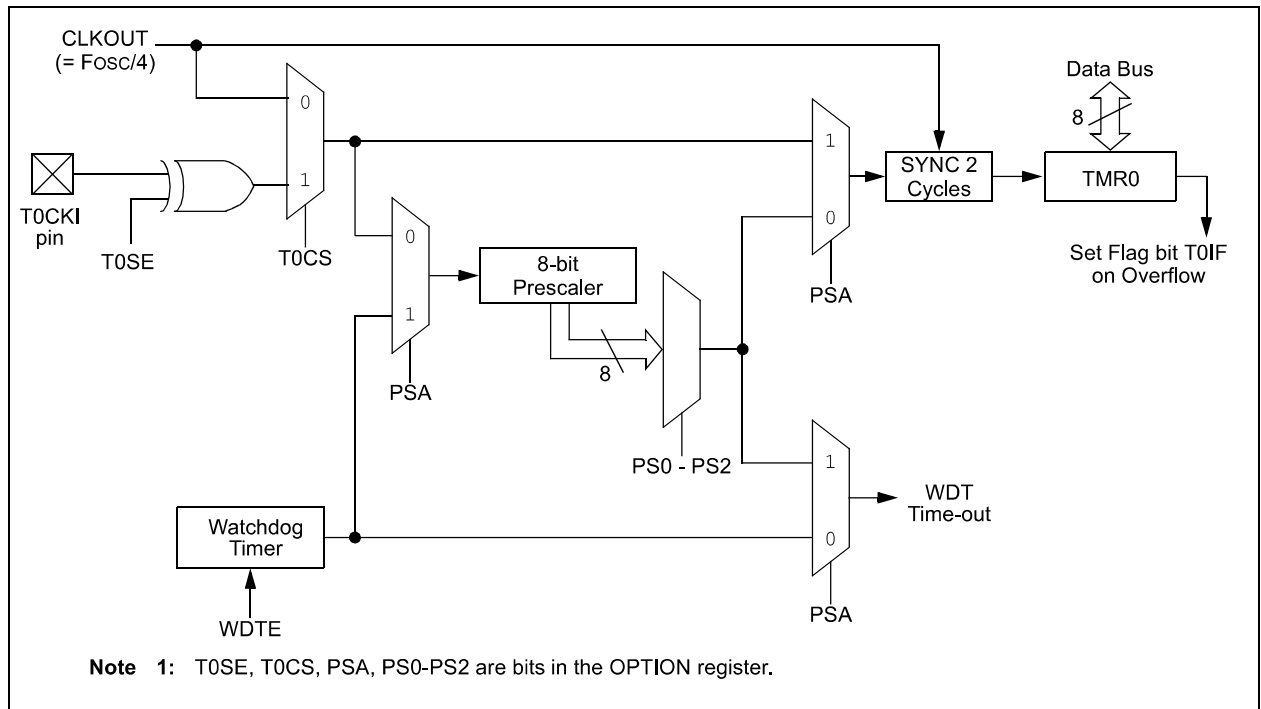 CLKOUT
(= FOSC/4)
Data Bus
8
0
1
T0CKI
pin
T0SE
T0CS
1
0
PSA
SYNC 2
Cycles
TMR0
Set Flag bit T0IF
on Overflow
0
1
PSA
8-bit
Prescaler
8
PS0 - PS2
Watchdog
Timer
WDTE
1
0
PSA
WDT
Time-out
Note 1: T0SE, T0CS, PSA, PS0-PS2 are bits in the OPTION register.